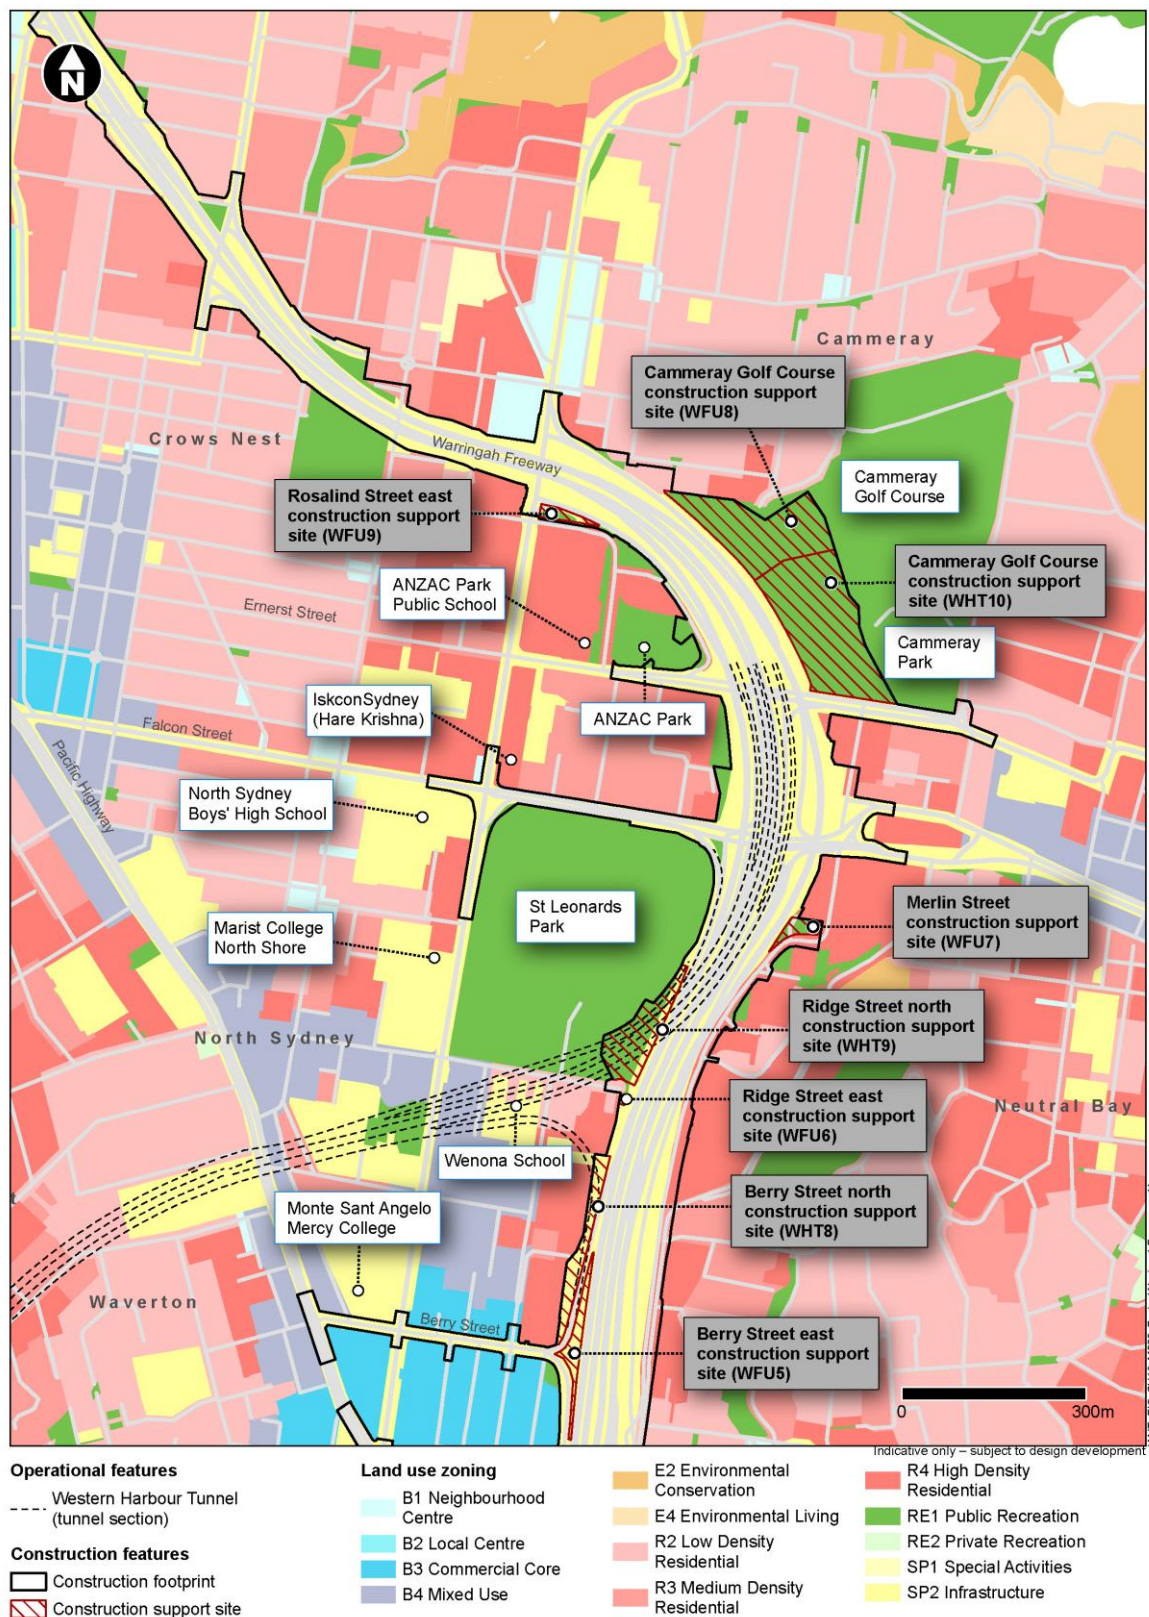 N
Cammeray
Cammeray Golf Course
construction support
site (WFU8)
Crows Nest
Warringah Freeway
Cammeray
Golf Course
Rosalind Street east
construction support
site (WFU9)
Cammeray Golf Course
construction support
site (WHT10)
ANZAC Park
Public School
Ernerst Street
Cammeray
Park
IskconSydney
(Hare Krishna)
ANZAC Park
Falcon Street
Pacific Highway
North Sydney
Boys' High School
St Leonards
Park
Merlin Street
construction support
site (WFU7)
Marist College
North Shore
Ridge Street north
construction support
site (WHT9)
North Sydney
Ridge Street east
construction support
site (WFU6)
Neutral Bay
Wenona School
Berry Street north
construction support
site (WHT8)
Monte Sant Angelo
Mercy College
Waverton
Berry Street
Berry Street east
construction support
site (WFU5)
0
300m
Indicative only – subject to design development
Operational features
Western Harbour Tunnel
(tunnel section)
Construction features
Construction footprint
Construction support site
Land use zoning
B1 Neighbourhood
Centre
B2 Local Centre
B3 Commercial Core
B4 Mixed Use
E2 Environmental
Conservation
E4 Environmental Living
R2 Low Density
Residential
R3 Medium Density
Residential
R4 High Density
Residential
RE1 Public Recreation
RE2 Private Recreation
SP1 Special Activities
SP2 Infrastructure